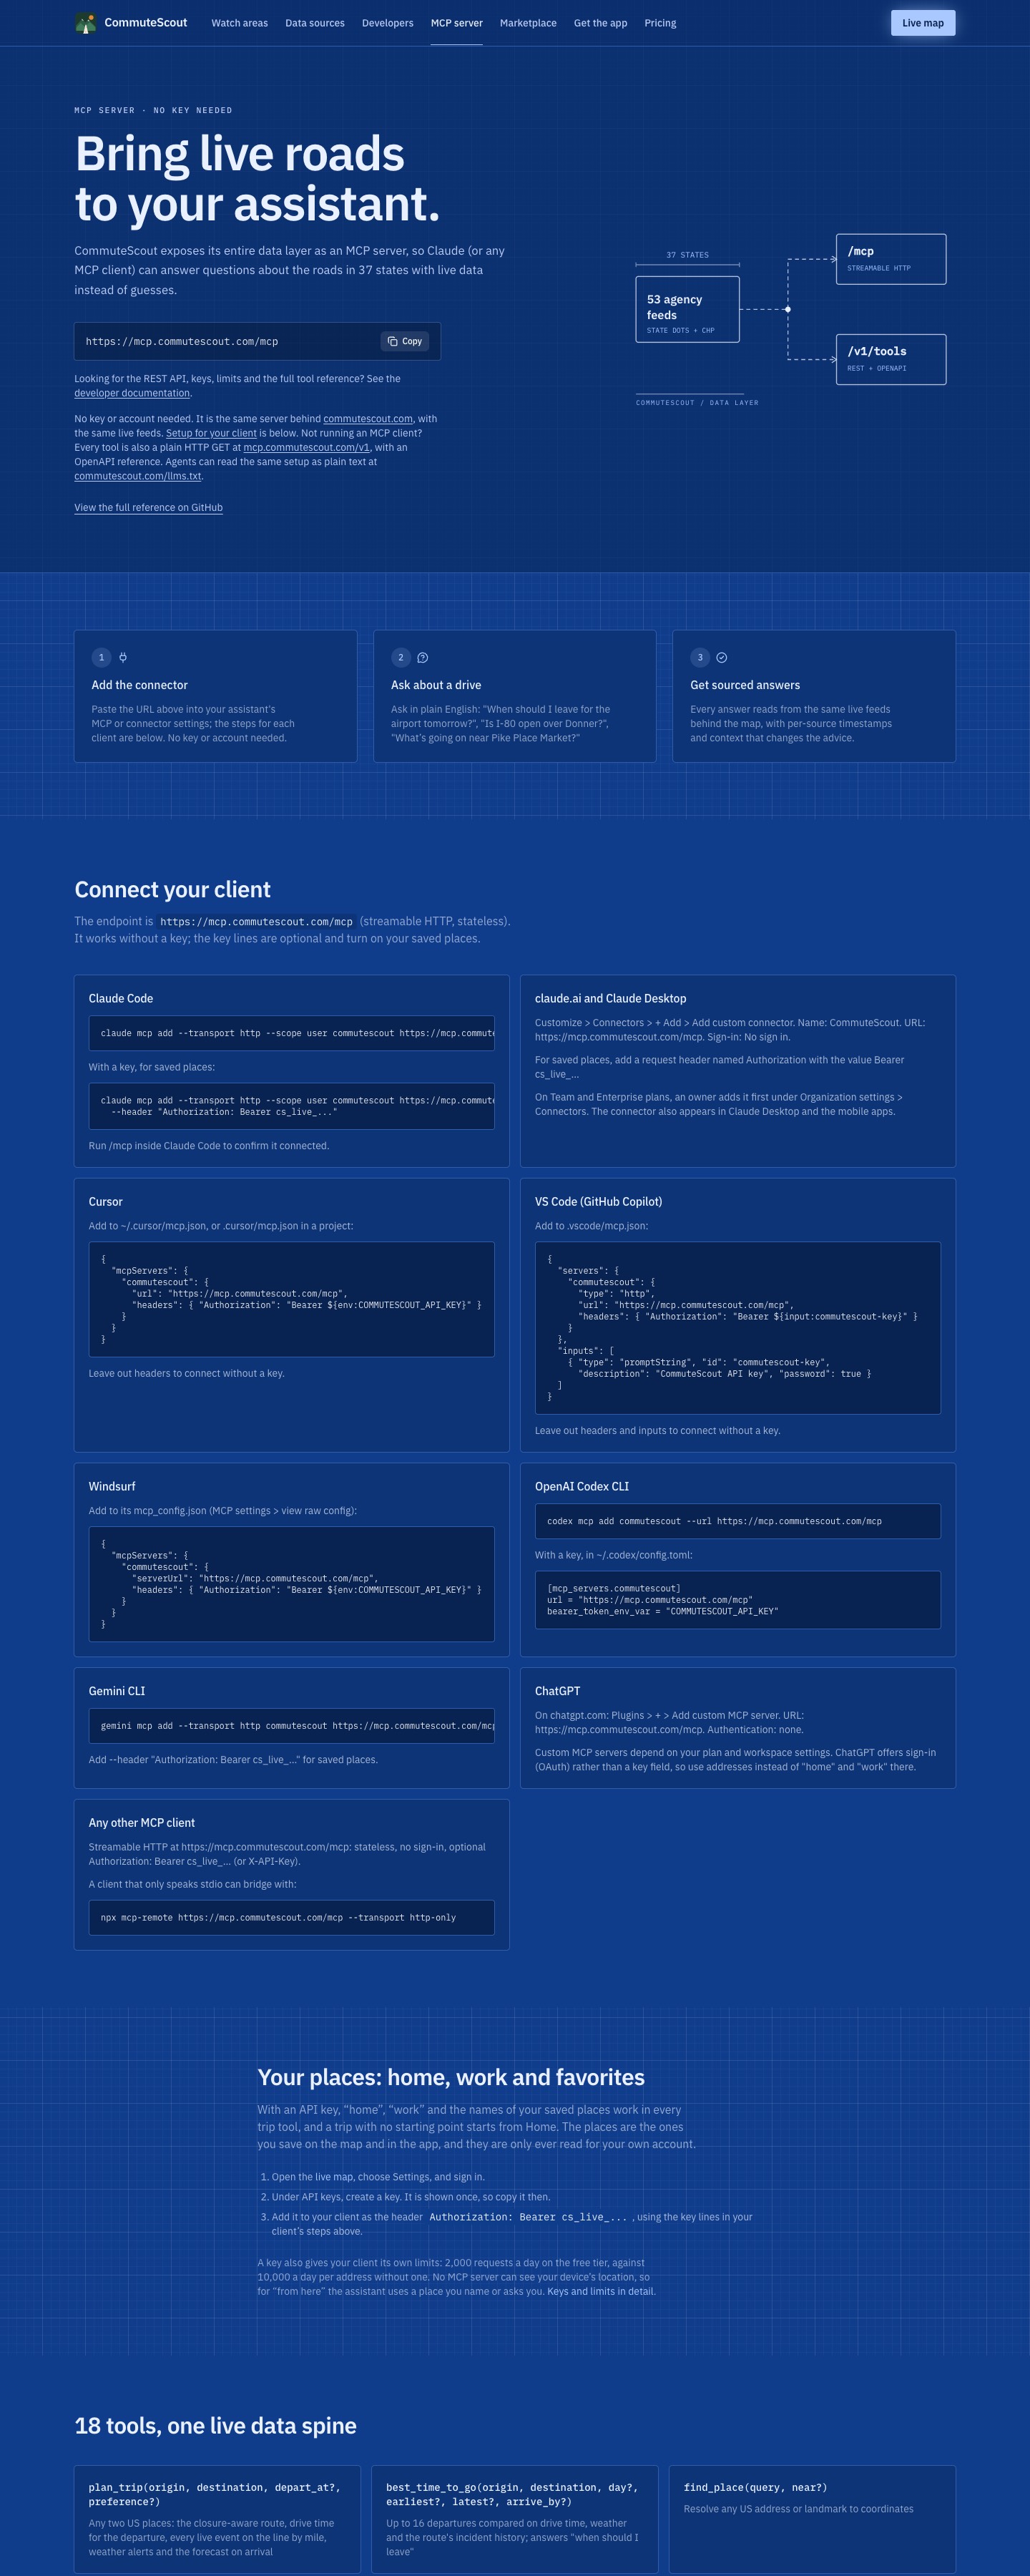 CommuteScout
Watch areas
Data sources
Developers
MCP server
Marketplace
Get the app
Pricing
Live map
MCP SERVER · NO KEY NEEDED
Bring live roads
to your assistant.
CommuteScout exposes its entire data layer as an MCP server, so Claude (or any
MCP client) can answer questions about the roads in 37 states with live data
instead of guesses.
https://mcp.commutescout.com/mcp
Copy
Looking for the REST API, keys, limits and the full tool reference? See the
developer documentation.
No key or account needed. It is the same server behind commutescout.com, with
the same live feeds. Setup for your client is below. Not running an MCP client?
Every tool is also a plain HTTP GET at mcp.commutescout.com/v1, with an
OpenAPI reference. Agents can read the same setup as plain text at
commutescout.com/llms.txt.
View the full reference on GitHub
37 STATES
53 agency
feeds
STATE DOTS + CHP
/mcp
STREAMABLE HTTP
/v1/tools
REST + OPENAPI
COMMUTESCOUT / DATA LAYER
1
Add the connector
Paste the URL above into your assistant's
MCP or connector settings; the steps for each
client are below. No key or account needed.
2
Ask about a drive
Ask in plain English: "When should I leave for the
airport tomorrow?", "Is I-80 open over Donner?",
"What's going on near Pike Place Market?"
3
Get sourced answers
Every answer reads from the same live feeds
behind the map, with per-source timestamps
and context that changes the advice.
Connect your client
The endpoint is https://mcp.commutescout.com/mcp (streamable HTTP, stateless).
It works without a key; the key lines are optional and turn on your saved places.
Claude Code
claude mcp add --transport http --scope user commutescout https://mcp.commute
With a key, for saved places:
claude mcp add --transport http --scope user commutescout https://mcp.commute
--header "Authorization: Bearer cs_live_..."
Run /mcp inside Claude Code to confirm it connected.
claude.ai and Claude Desktop
Customize > Connectors > + Add > Add custom connector. Name: CommuteScout. URL:
https://mcp.commutescout.com/mcp. Sign-in: No sign in.
For saved places, add a request header named Authorization with the value Bearer
cs_live_...
On Team and Enterprise plans, an owner adds it first under Organization settings >
Connectors. The connector also appears in Claude Desktop and the mobile apps.
Cursor
Add to ~/.cursor/mcp.json, or .cursor/mcp.json in a project:
{
"mcpServers": {
"commutescout": {
"url": "https://mcp.commutescout.com/mcp",
"headers": { "Authorization": "Bearer ${env:COMMUTESCOUT_API_KEY}" }
}
}
}
Leave out headers to connect without a key.
VS Code (GitHub Copilot)
Add to .vscode/mcp.json:
{
"servers": {
"commutescout": {
"type": "http",
"url": "https://mcp.commutescout.com/mcp",
"headers": { "Authorization": "Bearer ${input:commutescout-key}" }
}
},
"inputs": [
{ "type": "promptString", "id": "commutescout-key",
"description": "CommuteScout API key", "password": true }
]
}
Leave out headers and inputs to connect without a key.
Windsurf
Add to its mcp_config.json (MCP settings > view raw config):
{
"mcpServers": {
"commutescout": {
"serverUrl": "https://mcp.commutescout.com/mcp",
"headers": { "Authorization": "Bearer ${env:COMMUTESCOUT_API_KEY}" }
}
}
}
OpenAI Codex CLI
codex mcp add commutescout --url https://mcp.commutescout.com/mcp
With a key, in ~/.codex/config.toml:
[mcp_servers.commutescout]
url = "https://mcp.commutescout.com/mcp"
bearer_token_env_var = "COMMUTESCOUT_API_KEY"
Gemini CLI
gemini mcp add --transport http commutescout https://mcp.commutescout.com/mcp
Add --header "Authorization: Bearer cs_live_..." for saved places.
ChatGPT
On chatgpt.com: Plugins > + > Add custom MCP server. URL:
https://mcp.commutescout.com/mcp. Authentication: none.
Custom MCP servers depend on your plan and workspace settings. ChatGPT offers sign-in
(OAuth) rather than a key field, so use addresses instead of "home" and "work" there.
Any other MCP client
Streamable HTTP at https://mcp.commutescout.com/mcp: stateless, no sign-in, optional
Authorization: Bearer cs_live_... (or X-API-Key).
A client that only speaks stdio can bridge with:
npx mcp-remote https://mcp.commutescout.com/mcp --transport http-only
Your places: home, work and favorites
With an API key, “home”, “work” and the names of your saved places work in every
trip tool, and a trip with no starting point starts from Home. The places are the ones
you save on the map and in the app, and they are only ever read for your own account.
1. Open the live map, choose Settings, and sign in.
2. Under API keys, create a key. It is shown once, so copy it then.
3. Add it to your client as the header Authorization: Bearer cs_live_... , using the key lines in your
client’s steps above.
A key also gives your client its own limits: 2,000 requests a day on the free tier, against
10,000 a day per address without one. No MCP server can see your device’s location, so
for “from here” the assistant uses a place you name or asks you. Keys and limits in detail.
18 tools, one live data spine
plan_trip(origin, destination, depart_at?,
preference?)
Any two US places: the closure-aware route, drive time
for the departure, every live event on the line by mile,
weather alerts and the forecast on arrival
best_time_to_go(origin, destination, day?,
earliest?, latest?, arrive_by?)
Up to 16 departures compared on drive time, weather
and the route's incident history; answers "when should I
leave"
find_place(query, near?)
Resolve any US address or landmark to coordinates